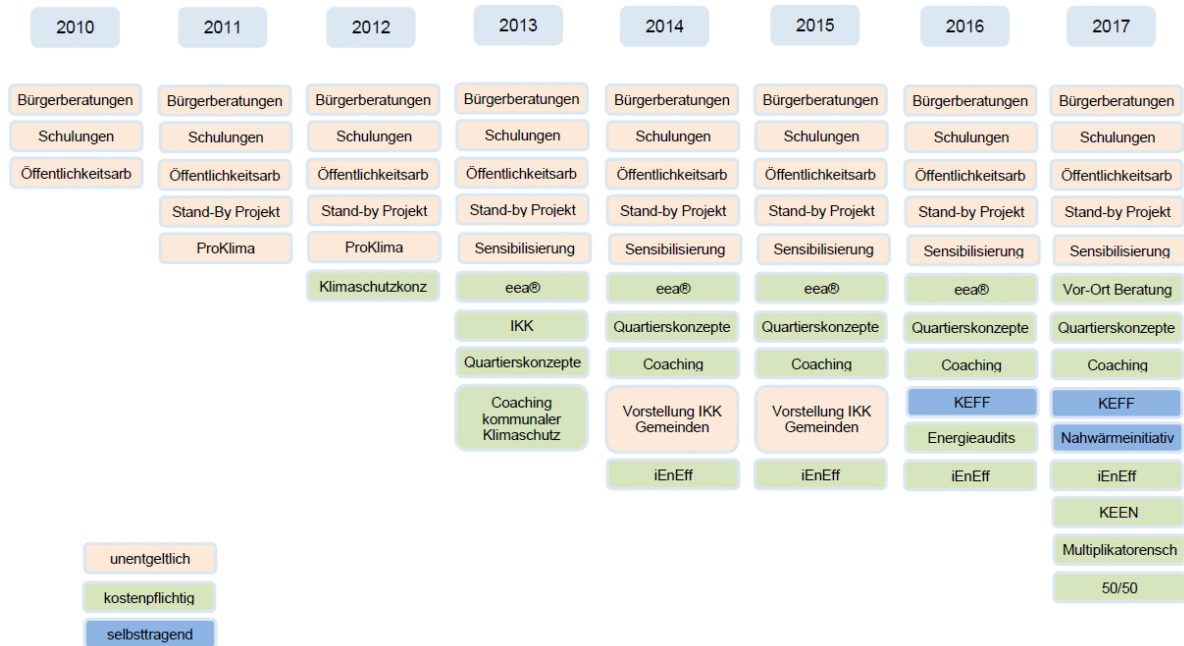 2010
2011
2012
2013
2014
2015
2016
2017
Bürgerberatungen
Bürgerberatungen
Bürgerberatungen
Bürgerberatungen
Bürgerberatungen
Bürgerberatungen
Bürgerberatungen
Bürgerberatungen
Schulungen
Schulungen
Schulungen
Schulungen
Schulungen
Schulungen
Schulungen
Schulungen
Öffentlichkeitsarb
Öffentlichkeitsarb
Öffentlichkeitsarb
Öffentlichkeitsarb
Öffentlichkeitsarb
Öffentlichkeitsarb
Öffentlichkeitsarb
Öffentlichkeitsarb
Stand-By Projekt
Stand-by Projekt
Stand-by Projekt
Stand-by Projekt
Stand-by Projekt
Stand-by Projekt
Stand-by Projekt
ProKlima
ProKlima
Sensibilisierung
Sensibilisierung
Sensibilisierung
Sensibilisierung
Sensibilisierung
Klimaschutzkonz
eea®
eea®
eea®
eea®
Vor-Ort Beratung
IKK
Quartierskonzepte
Quartierskonzepte
Quartierskonzepte
Quartierskonzepte
Quartierskonzepte
Coaching
Coaching
Coaching
Coaching
Coaching
kommunaler
Klimaschutz
Vorstellung IKK
Gemeinden
Vorstellung IKK
Gemeinden
KEFF
KEFF
Energieaudits
Nahwärmeinitiativ
iEnEff
iEnEff
iEnEff
iEnEff
KEEN
Multiplikatorensch
50/50
unentgeltlich
kostenpflichtig
selbsttragend